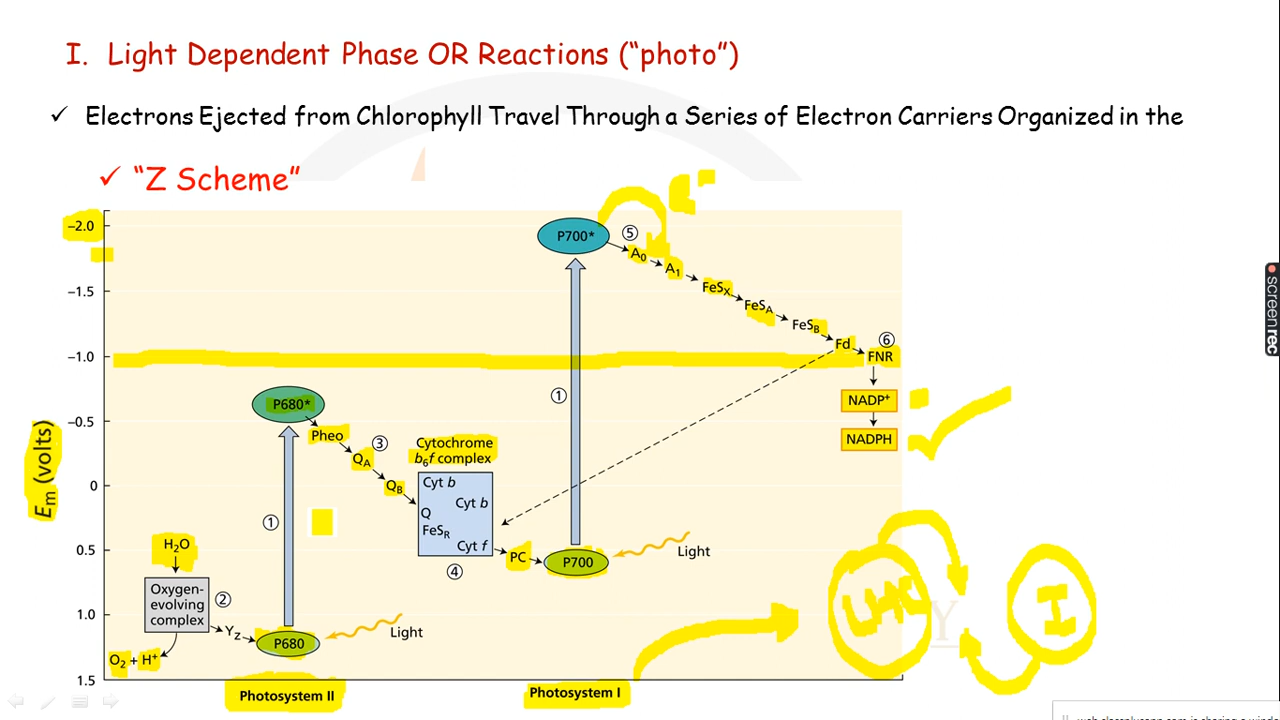 I. Light Dependent Phase OR Reactions (“photo”)
✓ Electrons Ejected from Chlorophyll Travel Through a Series of Electron Carriers Organized in the
✓ “Z Scheme”
Em (volts)
–2.0
–1.5
–1.0
–0.5
0
0.5
1.0
1.5
P700*
⑤
A0
A1
FeSX
FeSA
FeSB
Fd
⑥
FNR
NADP+
NADPH
①
P680*
Pheo
③
QA
QB
Cytochrome
b6f complex
Cyt b
Cyt b
Q
FeSR
Cyt f
④
PC
P700
Light
①
H2O
Oxygen-
evolving
complex
②
Yz
P680
Light
O2 + H+
Photosystem II
Photosystem I
LHC
I
Y
screenrec